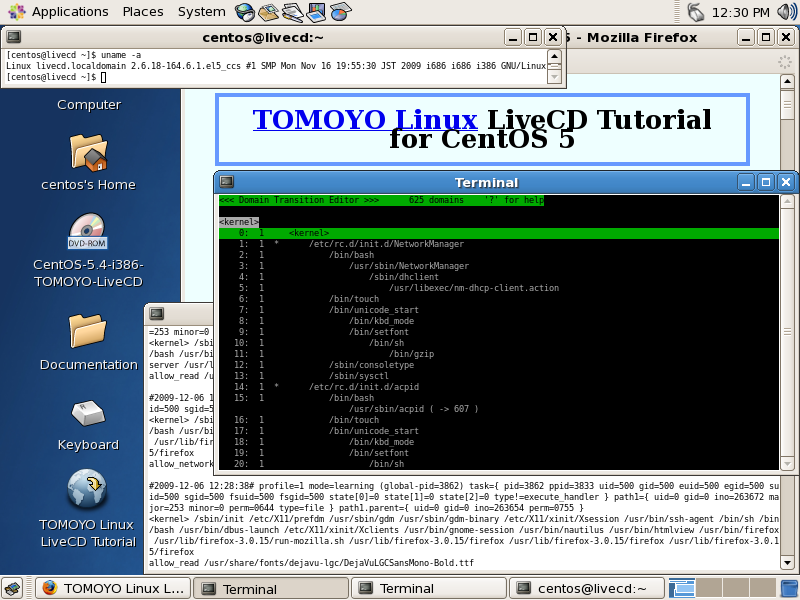 Applications Places System 12:30 PM
centos@livecd:~
5 - Mozilla Firefox
[centos@livecd ~]$ uname -a
Linux livecd.localdomain 2.6.18-164.6.1.el5_ccs #1 SMP Mon Nov 16 19:55:30 JST 2009 i686 i686 i386 GNU/Linux
[centos@livecd ~]$
Computer
centos's Home
DVD-ROM
CentOS-5.4-i386-
TOMOYO-LiveCD
Documentation
Keyboard
TOMOYO Linux
LiveCD Tutorial
TOMOYO Linux LiveCD Tutorial
for CentOS 5
Terminal
<<< Domain Transition Editor >>> 625 domains '?' for help
<kernel>
0: 1 <kernel>
1: 1 * /etc/rc.d/init.d/NetworkManager
2: 1 /bin/bash
3: 1 /usr/sbin/NetworkManager
4: 1 /sbin/dhclient
5: 1 /usr/libexec/nm-dhcp-client.action
6: 1 /bin/touch
7: 1 /bin/unicode_start
8: 1 /bin/kbd_mode
9: 1 /bin/setfont
10: 1 /bin/sh
11: 1 /bin/gzip
12: 1 /sbin/consoletype
13: 1 /sbin/sysctl
14: 1 * /etc/rc.d/init.d/acpid
15: 1 /bin/bash
/usr/sbin/acpid ( -> 607 )
16: 1 /bin/touch
17: 1 /bin/unicode_start
18: 1 /bin/kbd_mode
19: 1 /bin/setfont
20: 1 /bin/sh
=253 minor=0
<kernel> /sbi
/bash /usr/bi
server /usr/l
allow_read /u
#2009-12-06 1
id=500 sgid=5
<kernel> /sbi
/bash /usr/bi
/usr/lib/fir
5/firefox
allow_network
#2009-12-06 12:28:38# profile=1 mode=learning (global-pid=3862) task={ pid=3862 ppid=3833 uid=500 gid=500 euid=500 egid=500 su
id=500 sgid=500 fsuid=500 fsgid=500 state[0]=0 state[1]=0 state[2]=0 type!=execute_handler } path1={ uid=0 gid=0 ino=263672 ma
jor=253 minor=0 perm=0644 type=file } path1.parent={ uid=0 gid=0 ino=263654 perm=0755 }
<kernel> /sbin/init /etc/X11/prefdm /usr/sbin/gdm /usr/sbin/gdm-binary /etc/X11/xinit/Xsession /usr/bin/ssh-agent /bin/sh /bin
/bash /usr/bin/dbus-launch /etc/X11/xinit/Xclients /usr/bin/gnome-session /usr/bin/nautilus /usr/bin/htmlview /usr/bin/firefox
/usr/lib/firefox-3.0.15/run-mozilla.sh /usr/lib/firefox-3.0.15/firefox /usr/lib/firefox-3.0.15/firefox /usr/lib/firefox-3.0.1
5/firefox
allow_read /usr/share/fonts/dejavu-lgc/DejaVuLGCSansMono-Bold.ttf
TOMOYO Linux L...
Terminal
Terminal
centos@livecd:~